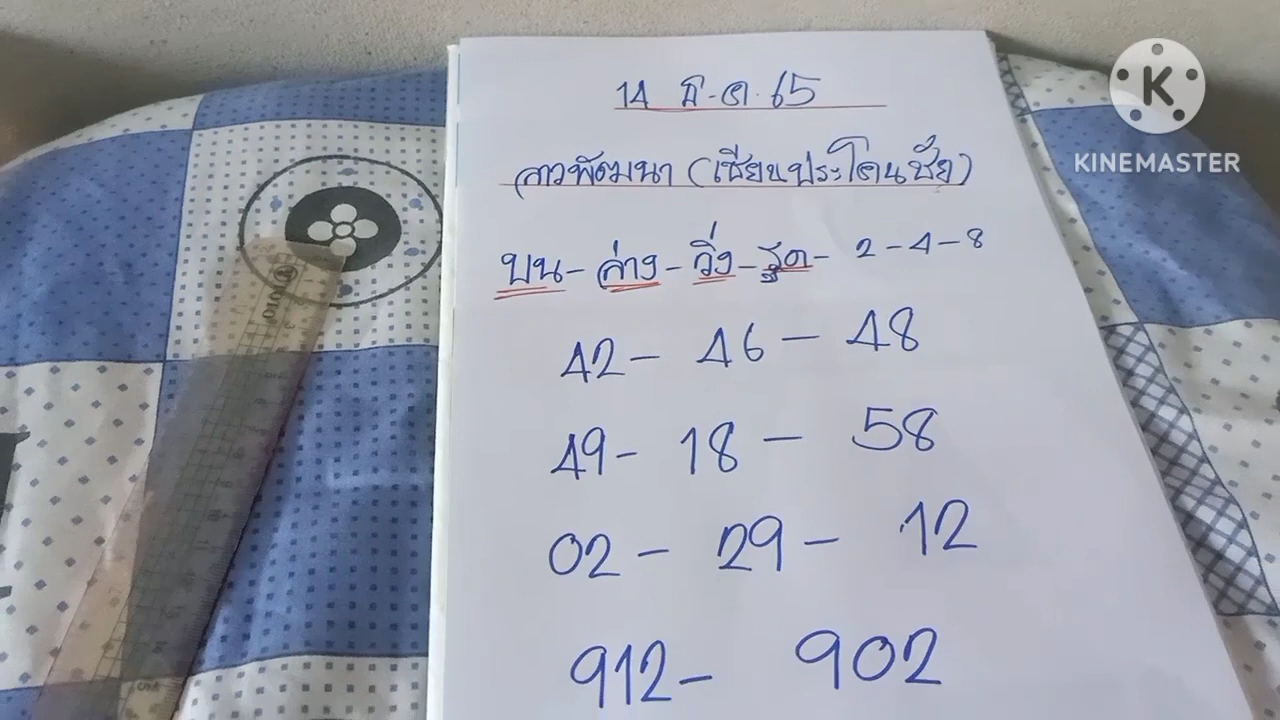 14 มี.ค.65
ลาวพัฒนา (เซียนประโคนชัย)
บน - ล่าง - วิ่ง - รูด - 2 - 4 - 8
42 - 46 - 48
49 - 18 - 58
02 - 29 - 12
912 - 902
K
KINEMASTER